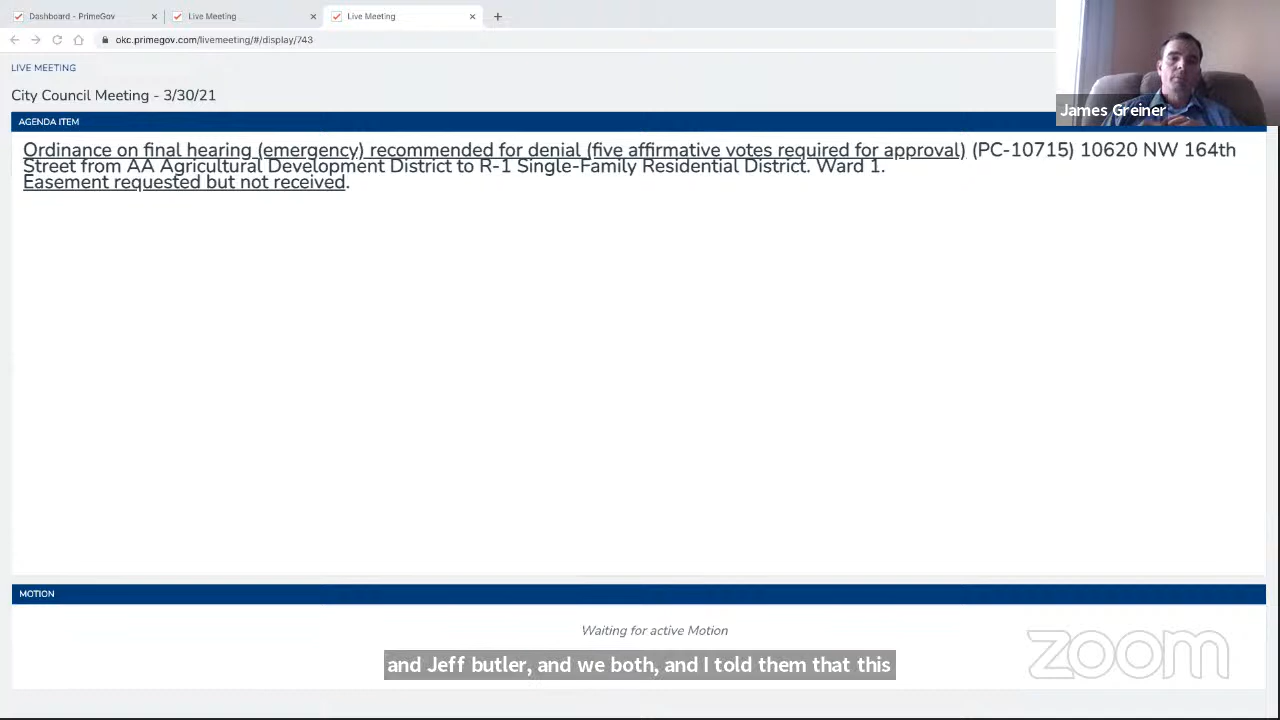 Dashboard - PrimeGov
Live Meeting
Live Meeting
okc.primegov.com/livemeeting/#/display/743
LIVE MEETING
City Council Meeting - 3/30/21
James Greiner
AGENDA ITEM
Ordinance on final hearing (emergency) recommended for denial (five affirmative votes required for approval) (PC-10715) 10620 NW 164th
Street from AA Agricultural Development District to R-1 Single-Family Residential District. Ward 1.
Easement requested but not received.
MOTION
Waiting for active Motion
and Jeff butler, and we both, and I told them that this
zoom